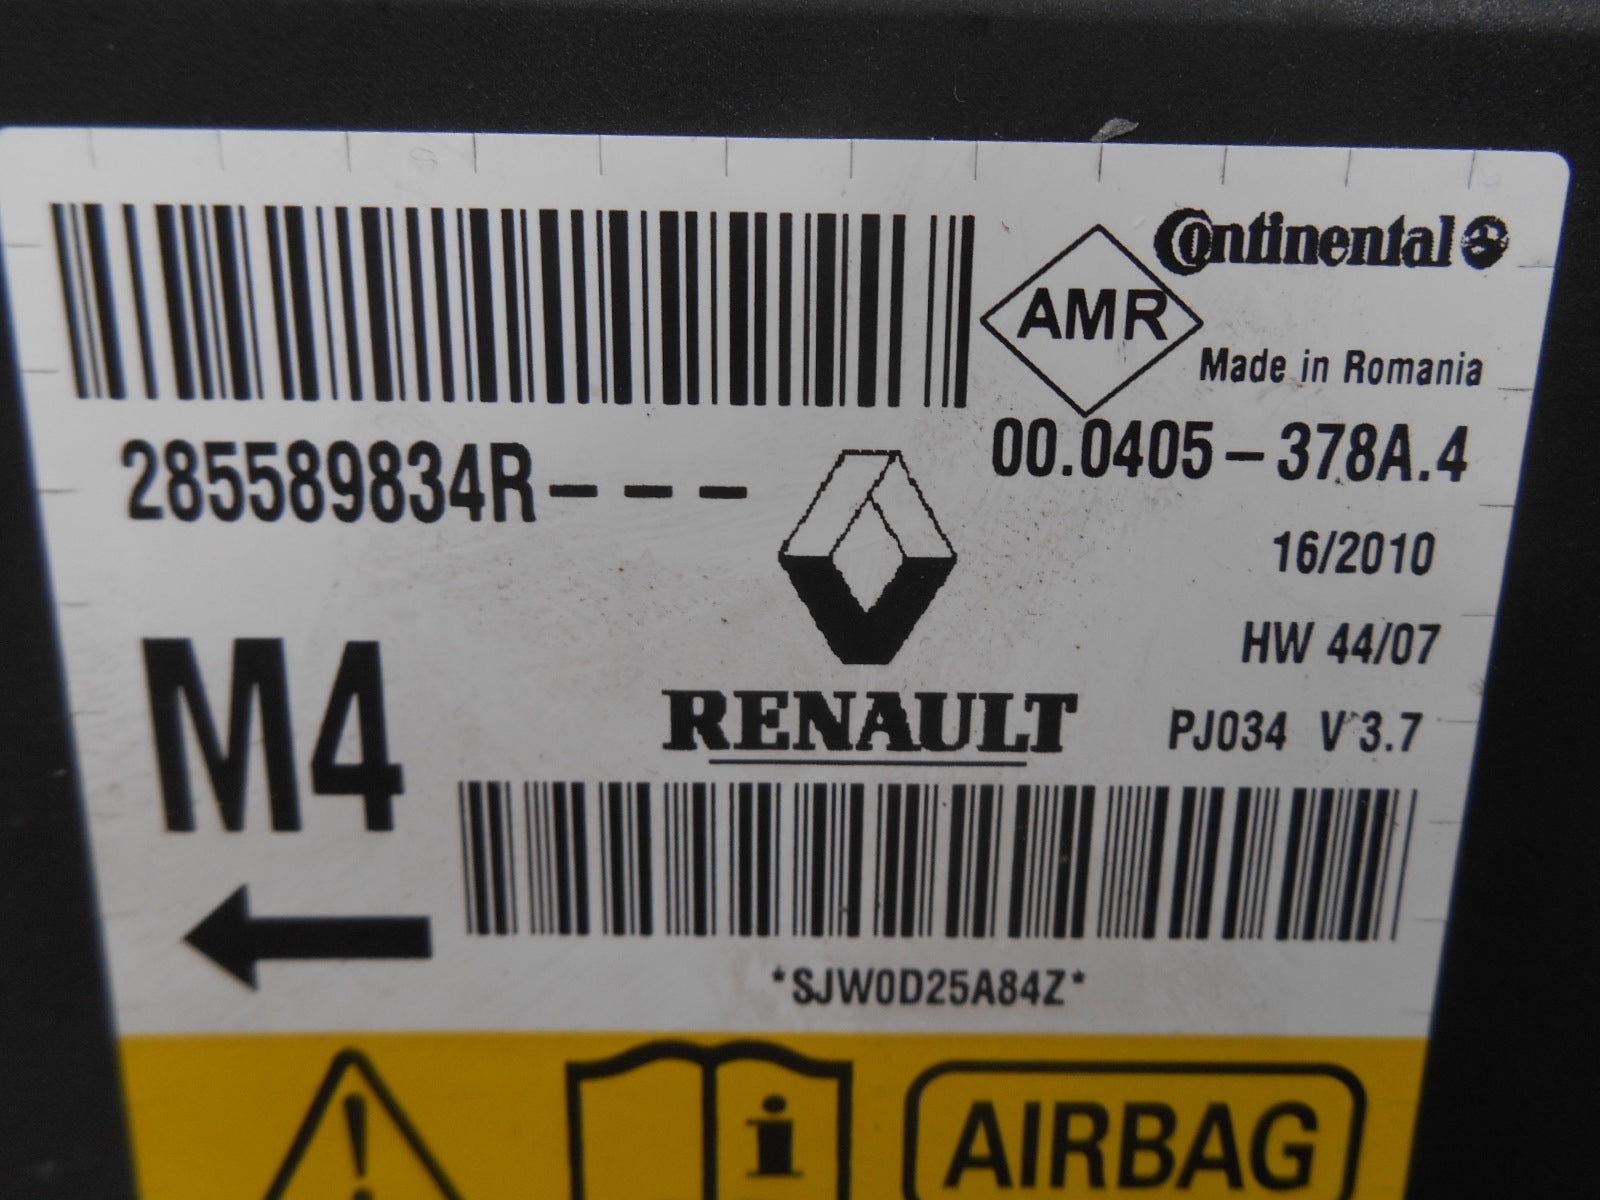 Continental
AMR
Made in Romania
285589834R---
00.0405-378A.4
16/2010
HW 44/07
M4
RENAULT
PJ034 V 3.7
*SJW0D25A84Z*
! i AIRBAG